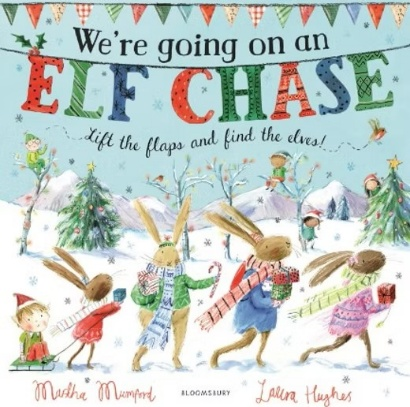 We're going on an
ELF CHASE
Lift the flaps and find the elves!
Martha Mumford
BLOOMSBURY
Laura Hughes